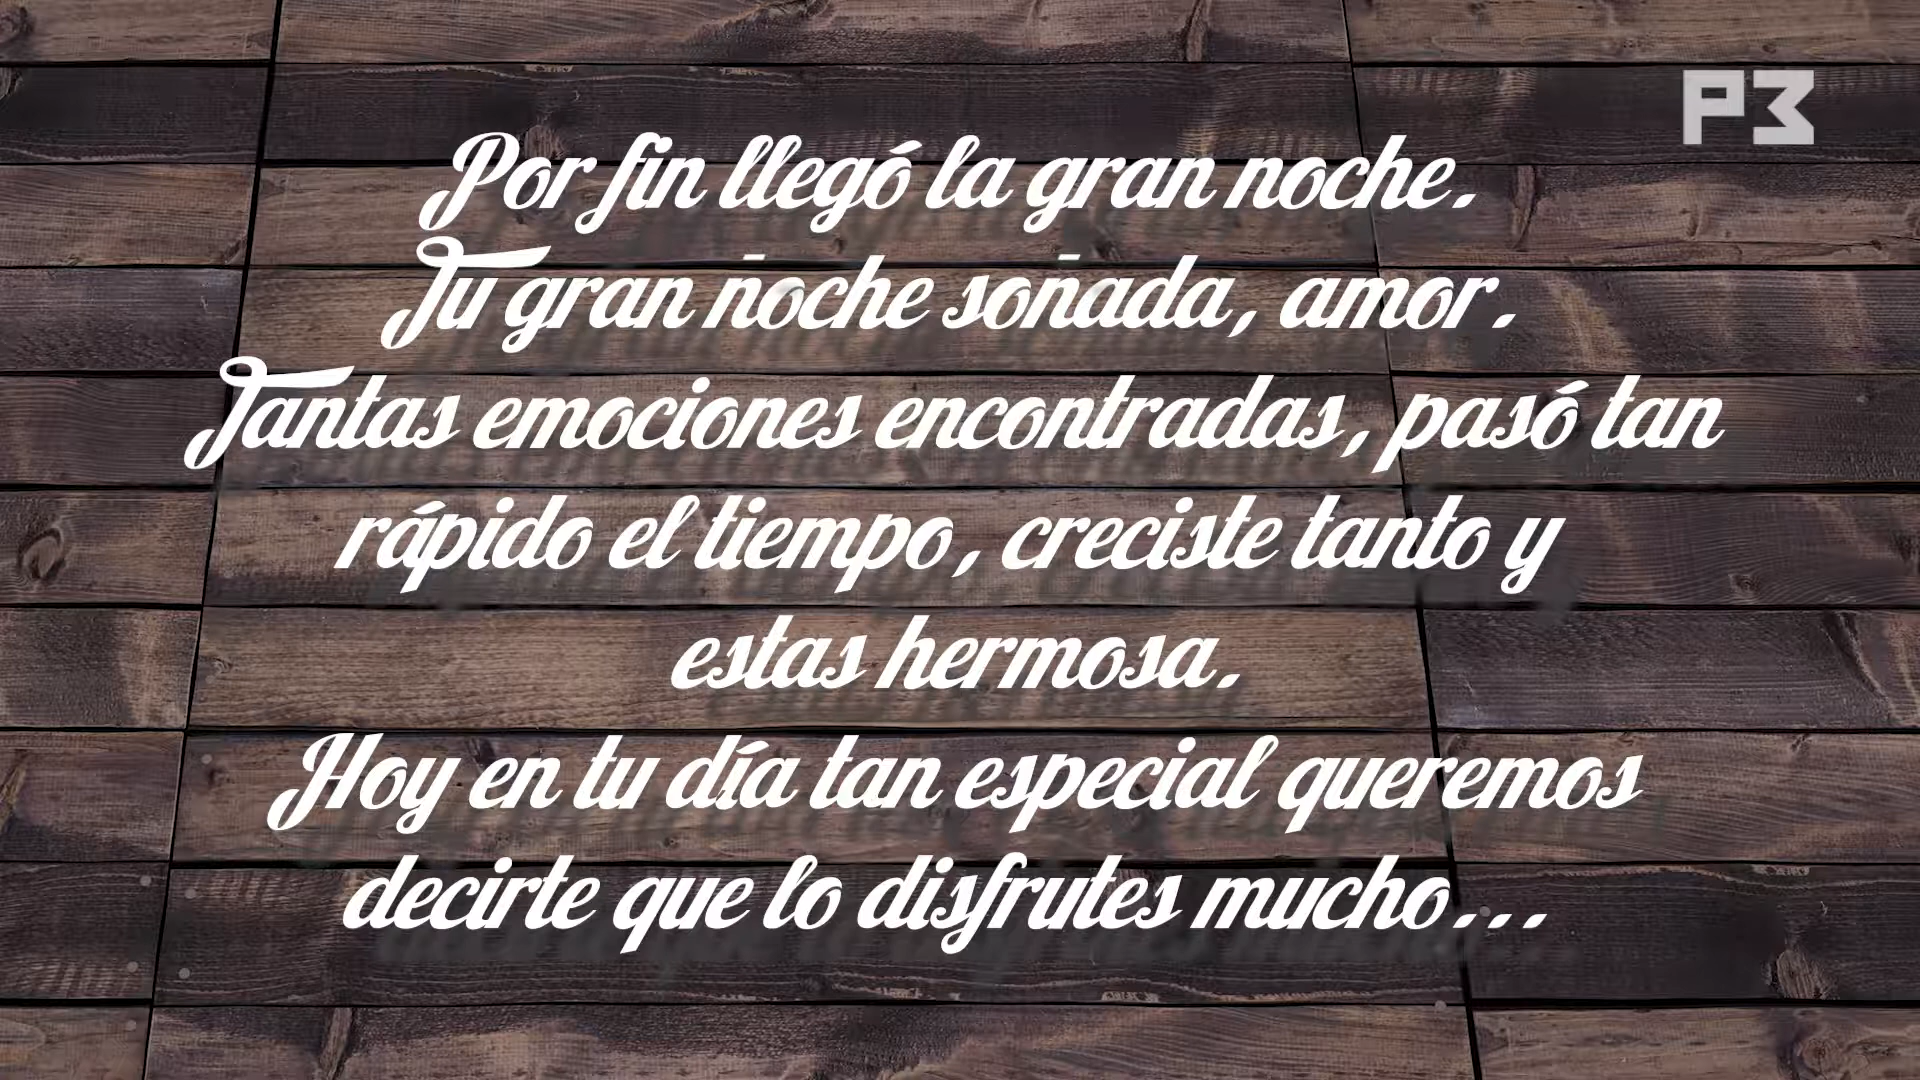 P3
Por fin llegó la gran noche.
Tu gran ñoche soñada, amor.
Tantas emociones encontradas, pasó tan
rápido el tiempo, creciste tanto y
estas hermosa.
Hoy en tu día tan especial queremos
decirte que lo disfrutes mucho...